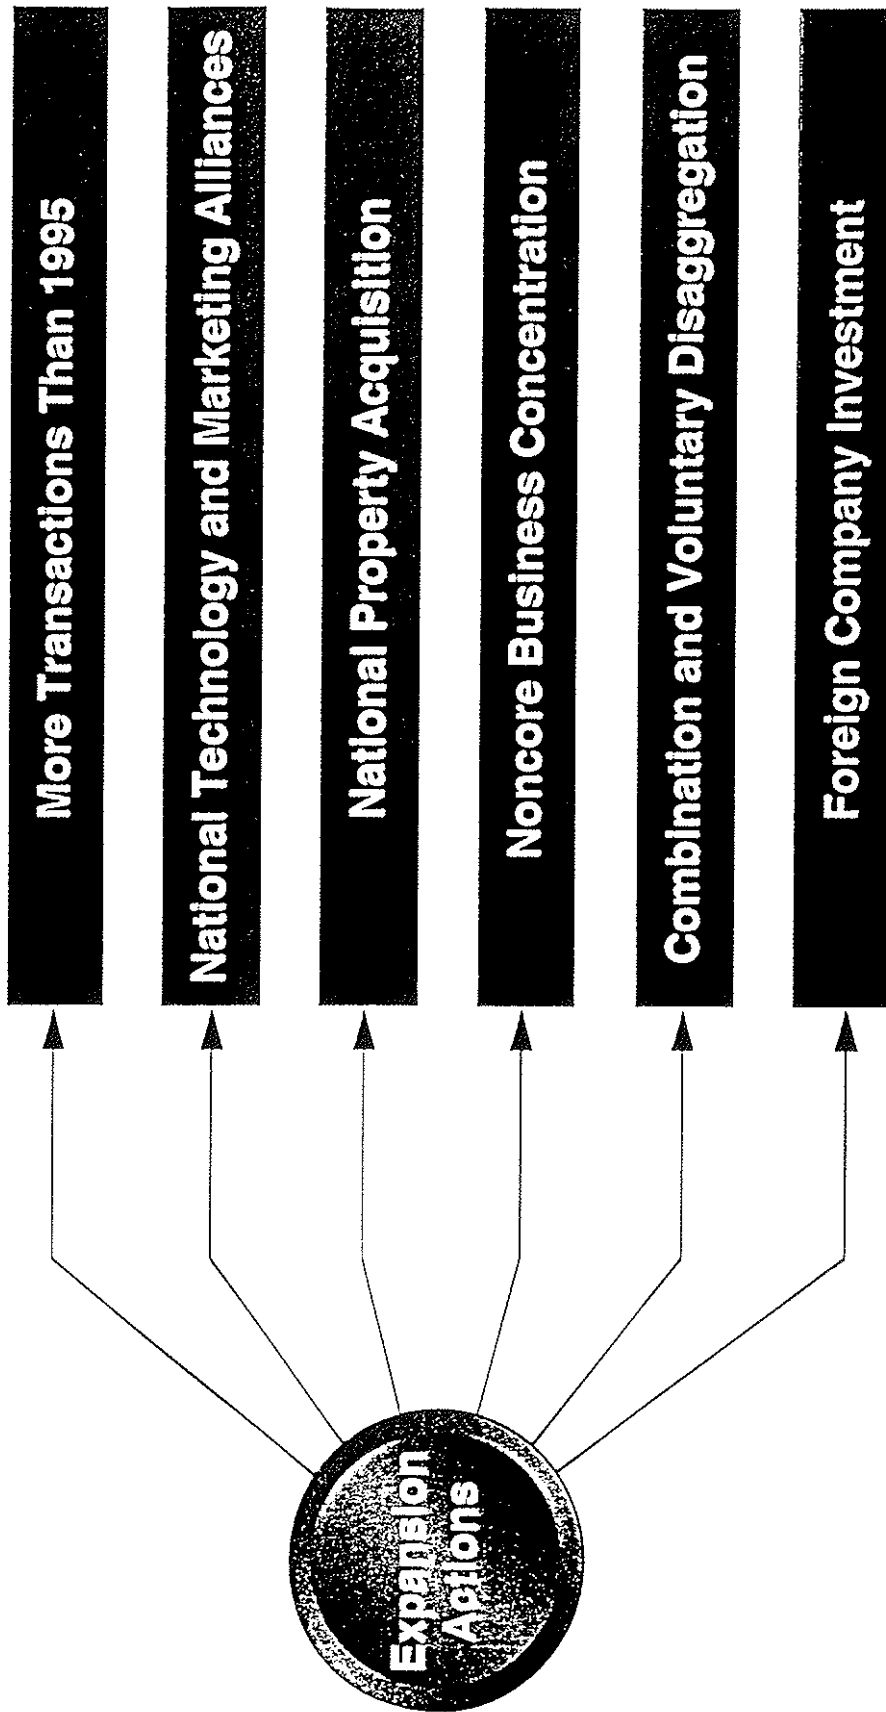 Expansion
Actions
More Transactions Than 1995
National Technology and Marketing Alliances
National Property Acquisition
Noncore Business Concentration
Combination and Voluntary Disaggregation
Foreign Company Investment